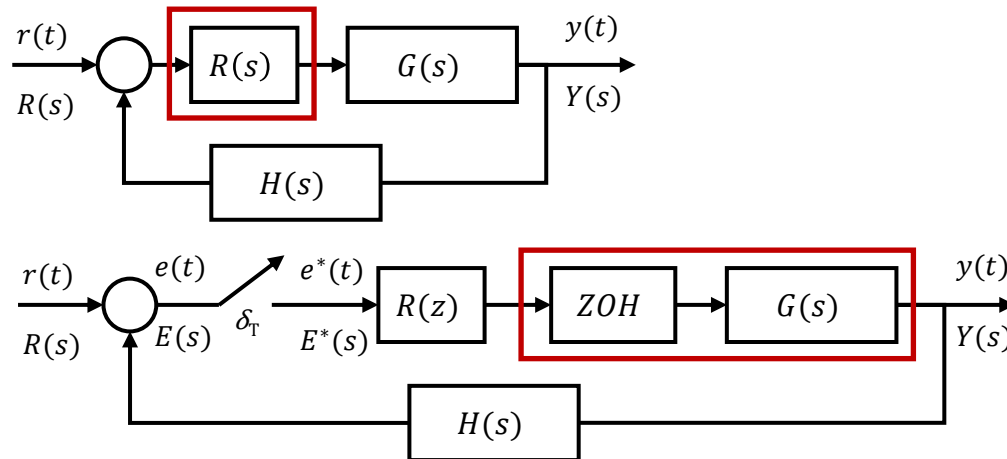 r(t)
R(s)
R(s)
G(s)
y(t)
Y(s)
H(s)
r(t)
R(s)
e(t)
E(s)
δ_T
e*(t)
E*(s)
R(z)
ZOH
G(s)
y(t)
Y(s)
H(s)